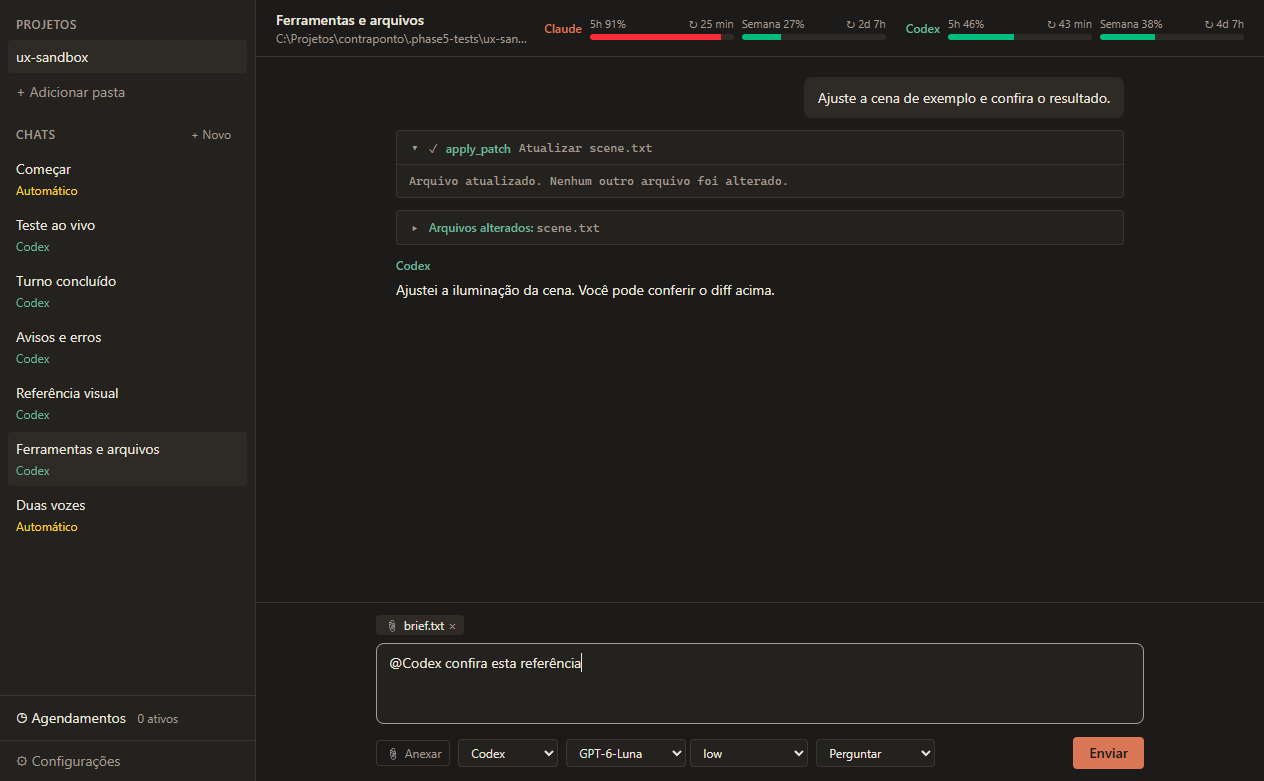 PROJETOS
ux-sandbox
+ Adicionar pasta
CHATS + Novo
Começar
Automático
Teste ao vivo
Codex
Turno concluído
Codex
Avisos e erros
Codex
Referência visual
Codex
Ferramentas e arquivos
Codex
Duas vozes
Automático
Agendamentos 0 ativos
Configurações
Ferramentas e arquivos
C:\Projetos\contraponto\.phase5-tests\ux-san...
Claude 5h 91% ↻ 25 min Semana 27% ↻ 2d 7h Codex 5h 46% ↻ 43 min Semana 38% ↻ 4d 7h
Ajuste a cena de exemplo e confira o resultado.
▾ ✓ apply_patch Atualizar scene.txt
Arquivo atualizado. Nenhum outro arquivo foi alterado.
▸ Arquivos alterados: scene.txt
Codex
Ajustei a iluminação da cena. Você pode conferir o diff acima.
brief.txt ×
@Codex confira esta referência
Anexar Codex GPT-6-Luna low Perguntar Enviar